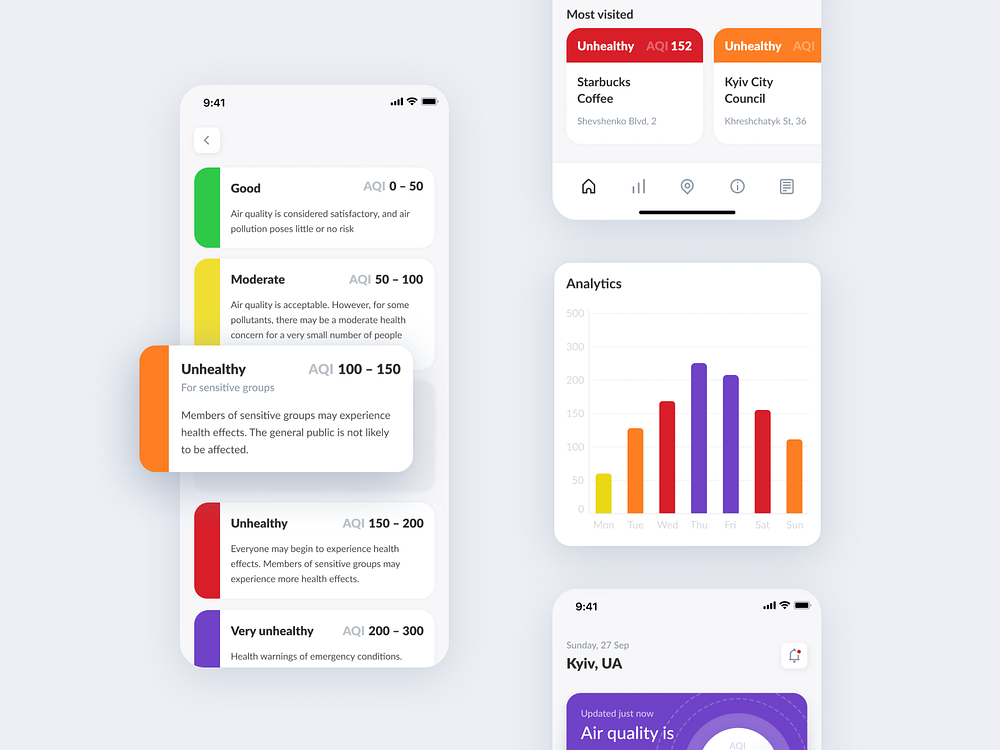 9:41
Good
AQI 0 – 50
Air quality is considered satisfactory, and air
pollution poses little or no risk
Moderate
AQI 50 – 100
Air quality is acceptable. However, for some
pollutants, there may be a moderate health
concern for a very small number of people
Unhealthy
AQI 100 – 150
For sensitive groups
Members of sensitive groups may experience
health effects. The general public is not likely
to be affected.
Unhealthy
AQI 150 – 200
Everyone may begin to experience health
effects. Members of sensitive groups may
experience more health effects.
Very unhealthy
AQI 200 – 300
Health warnings of emergency conditions.
Most visited
Unhealthy
AQI 152
Starbucks
Coffee
Shevshenko Blvd, 2
Unhealthy
AQI
Kyiv City
Council
Khreshchatyk St, 36
Analytics
500
300
200
150
100
50
0
Mon Tue Wed Thu Fri Sat Sun
9:41
Sunday, 27 Sep
Kyiv, UA
Updated just now
Air quality is
AQI